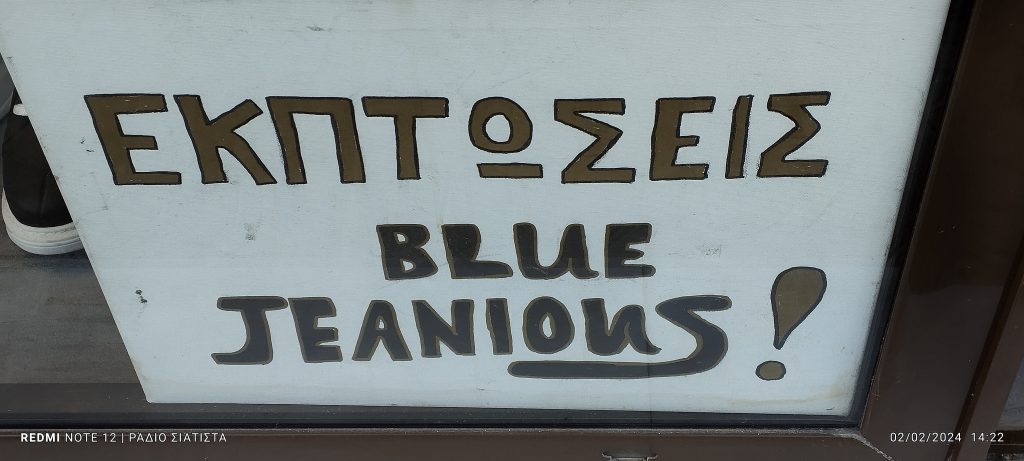 ΕΚΠΤΩΣΕΙΣ
BLUE
JEANIOUS!
REDMI NOTE 12 | ΡΑΔΙΟ ΣΙΑΤΙΣΤΑ
02/02/2024 14:22